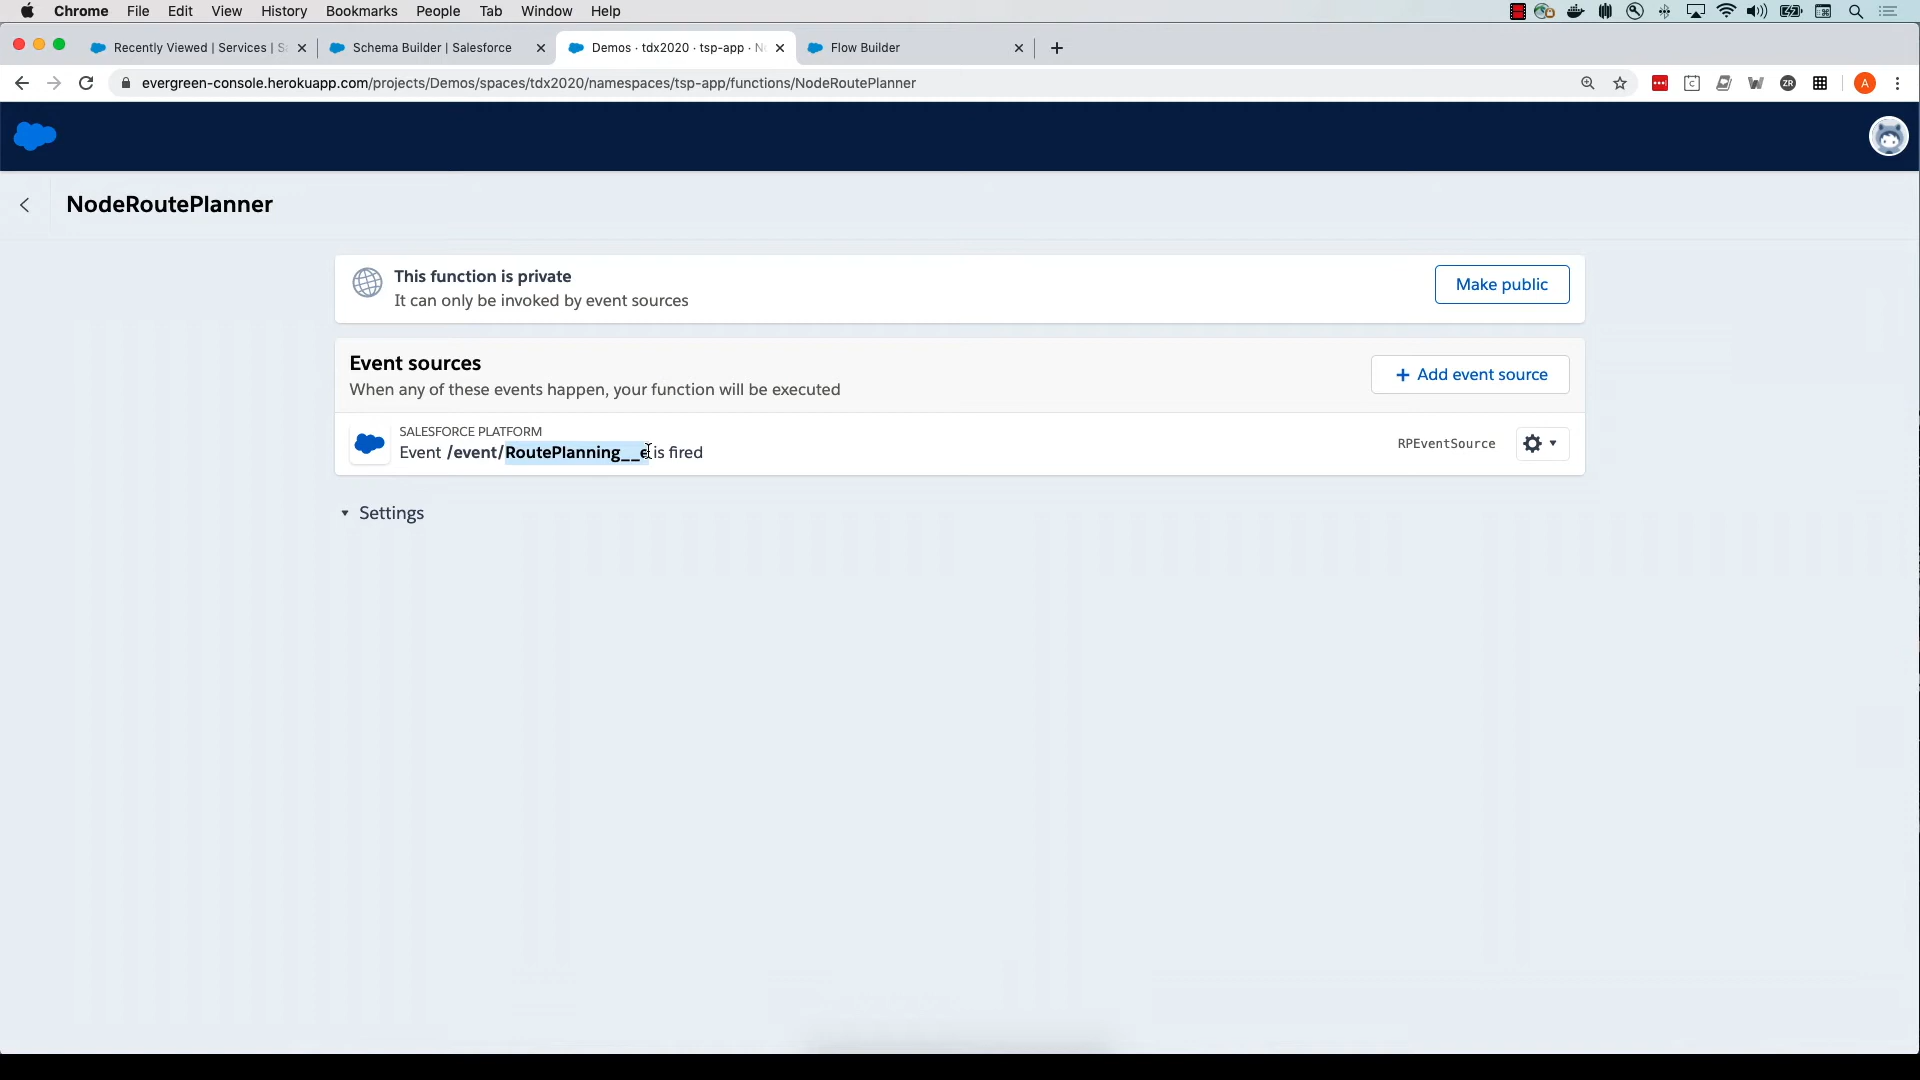 Chrome File Edit View History Bookmarks People Tab Window Help
Recently Viewed | Services | S
Schema Builder | Salesforce
Demos · tdx2020 · tsp-app · N
Flow Builder
evergreen-console.herokuapp.com/projects/Demos/spaces/tdx2020/namespaces/tsp-app/functions/NodeRoutePlanner
A
NodeRoutePlanner
This function is private
It can only be invoked by event sources
Make public
Event sources
When any of these events happen, your function will be executed
+ Add event source
SALESFORCE PLATFORM
Event /event/RoutePlanning__e is fired
RPEventSource
Settings